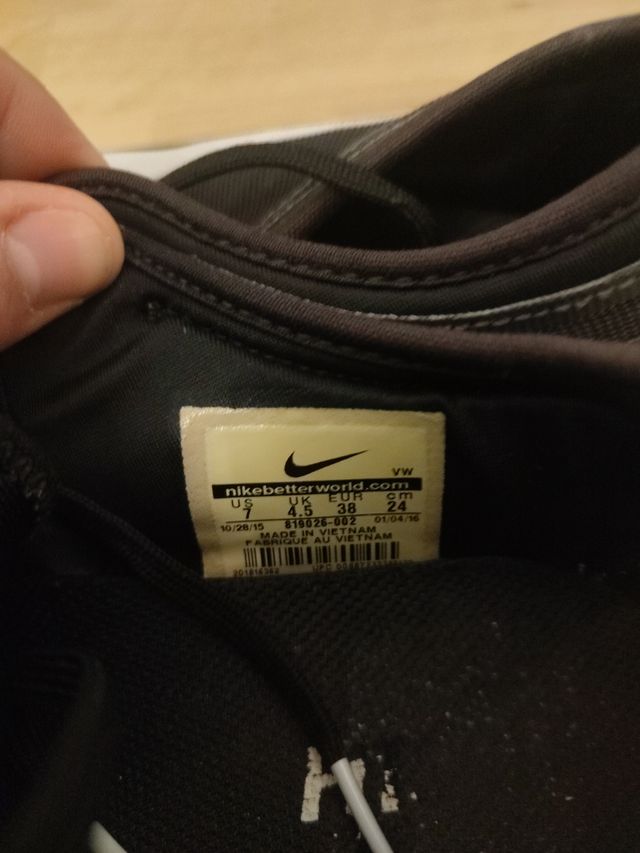 VW
nikebetterworld.com
US UK EUR cm
7 4.5 38 24
10/28/15 819026-002 01/04/16
MADE IN VIETNAM
FABRIQUE AU VIETNAM
UPC